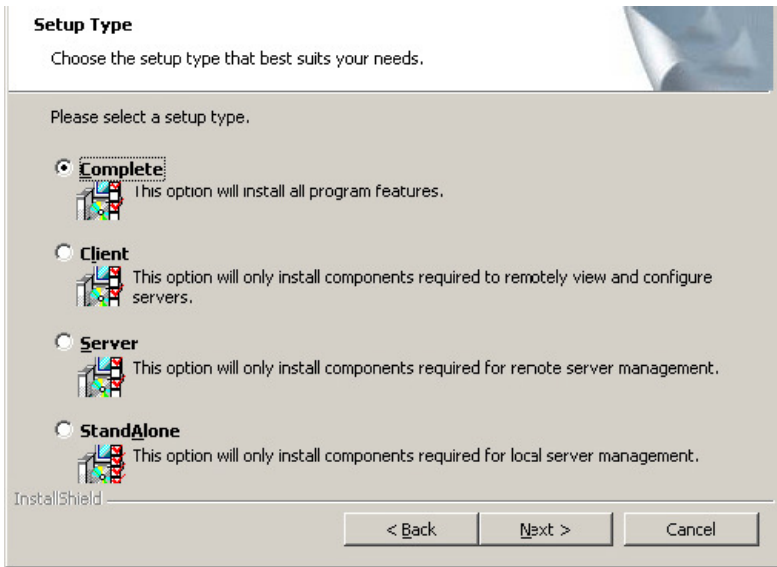 Setup Type
Choose the setup type that best suits your needs.
Please select a setup type.
Complete
This option will install all program features.
Client
This option will only install components required to remotely view and configure
servers.
Server
This option will only install components required for remote server management.
StandAlone
This option will only install components required for local server management.
InstallShield
< Back
Next >
Cancel